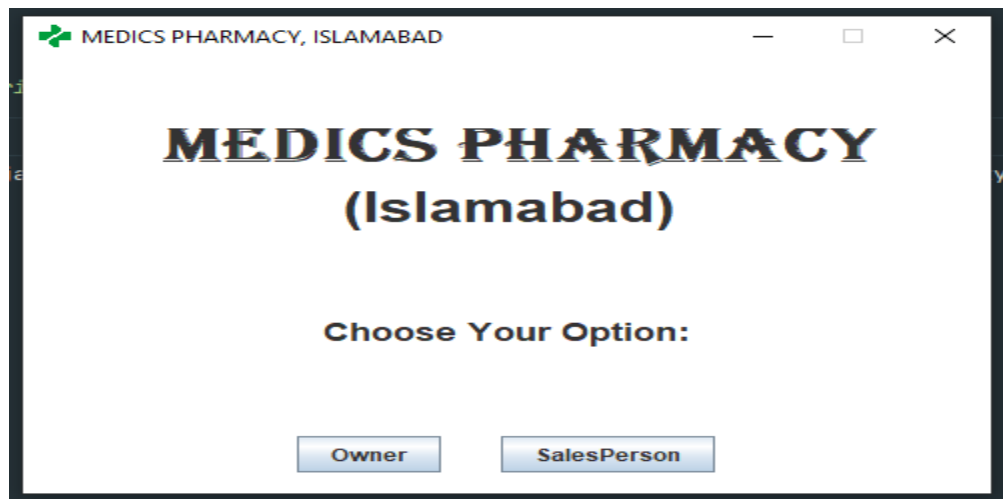 MEDICS PHARMACY, ISLAMABAD
MEDICS PHARMACY
(Islamabad)
Choose Your Option:
Owner
SalesPerson